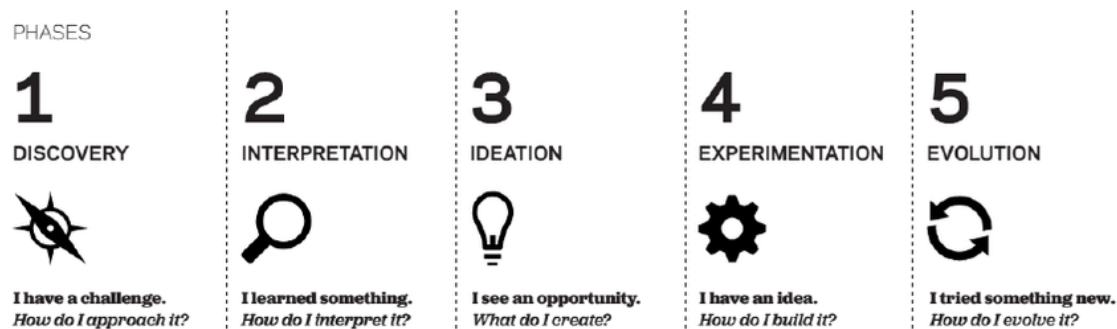 PHASES
1
DISCOVERY
I have a challenge.
How do I approach it?
2
INTERPRETATION
I learned something.
How do I interpret it?
3
IDEATION
I see an opportunity.
What do I create?
4
EXPERIMENTATION
I have an idea.
How do I build it?
5
EVOLUTION
I tried something new.
How do I evolve it?